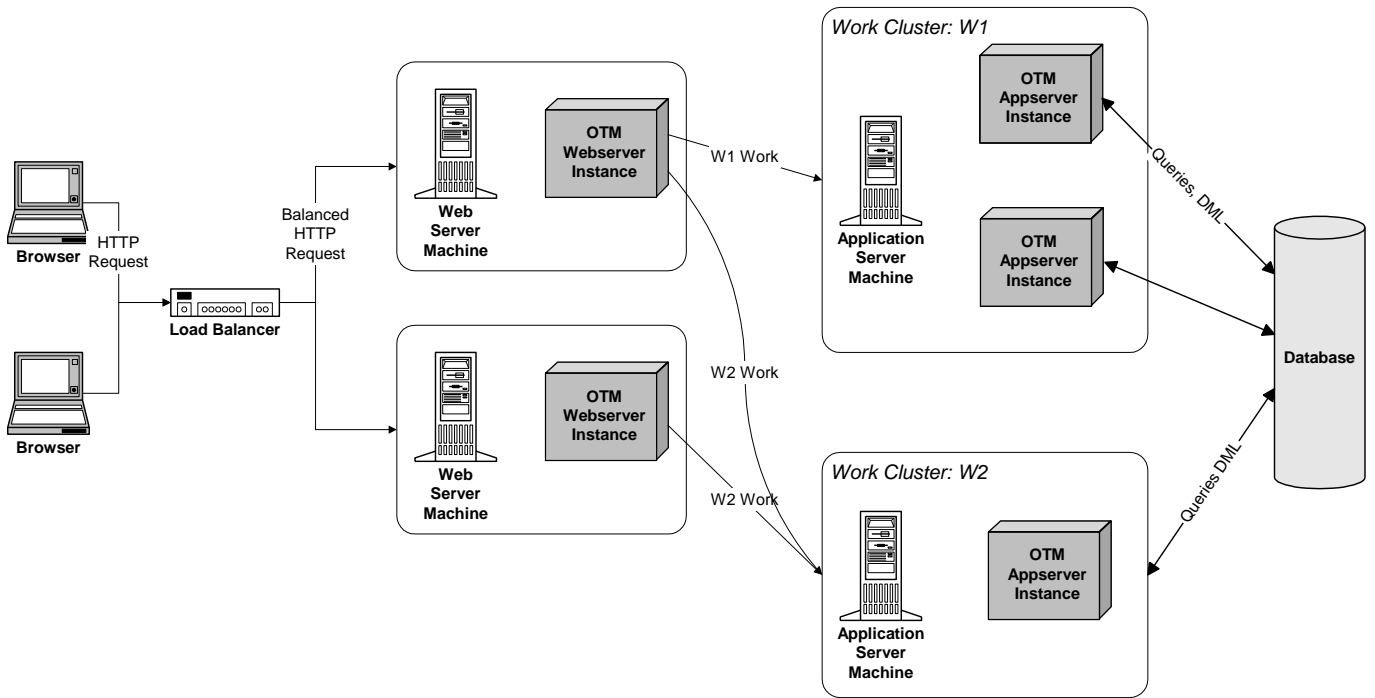 Browser
Browser
HTTP
Request
Load Balancer
Balanced
HTTP
Request
Web
Server
Machine
OTM
Webserver
Instance
Web
Server
Machine
OTM
Webserver
Instance
W1 Work
W2 Work
W2 Work
Work Cluster: W1
Application
Server
Machine
OTM
Appserver
Instance
OTM
Appserver
Instance
Work Cluster: W2
Application
Server
Machine
OTM
Appserver
Instance
Queries, DML
Queries DML
Database